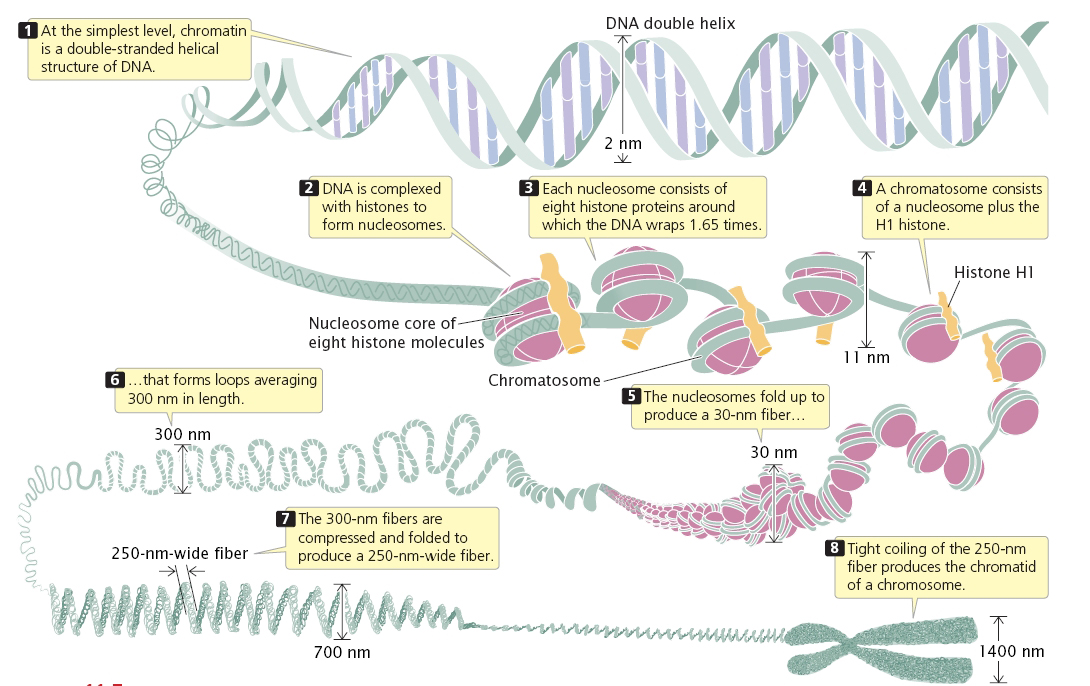 1 At the simplest level, chromatin
is a double-stranded helical
structure of DNA.
DNA double helix
2 nm
2 DNA is complexed
with histones to
form nucleosomes.
3 Each nucleosome consists of
eight histone proteins around
which the DNA wraps 1.65 times.
4 A chromatosome consists
of a nucleosome plus the
H1 histone.
Histone H1
Nucleosome core of
eight histone molecules
11 nm
Chromatosome
5 The nucleosomes fold up to
produce a 30-nm fiber...
30 nm
6 ...that forms loops averaging
300 nm in length.
300 nm
7 The 300-nm fibers are
compressed and folded to
produce a 250-nm-wide fiber.
250-nm-wide fiber
700 nm
8 Tight coiling of the 250-nm
fiber produces the chromatid
of a chromosome.
1400 nm